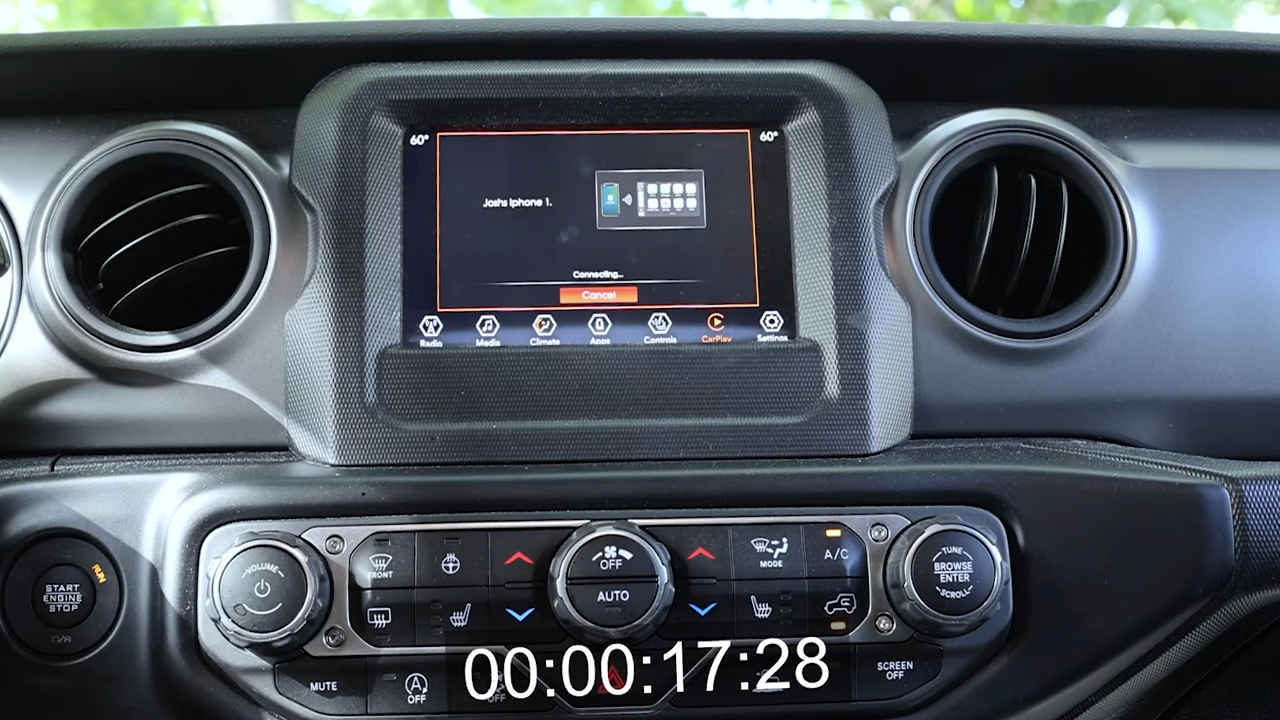 60°
60°
Joshs Iphone 1.
Connecting...
Cancel
Radio
Media
Climate
Apps
Controls
CarPlay
Settings
START
ENGINE
STOP
RUN
VOLUME
FRONT
OFF
AUTO
MODE
A/C
TUNE
BROWSE
ENTER
SCROLL
MUTE
A
OFF
OFF
SCREEN
OFF
00:00:17:28